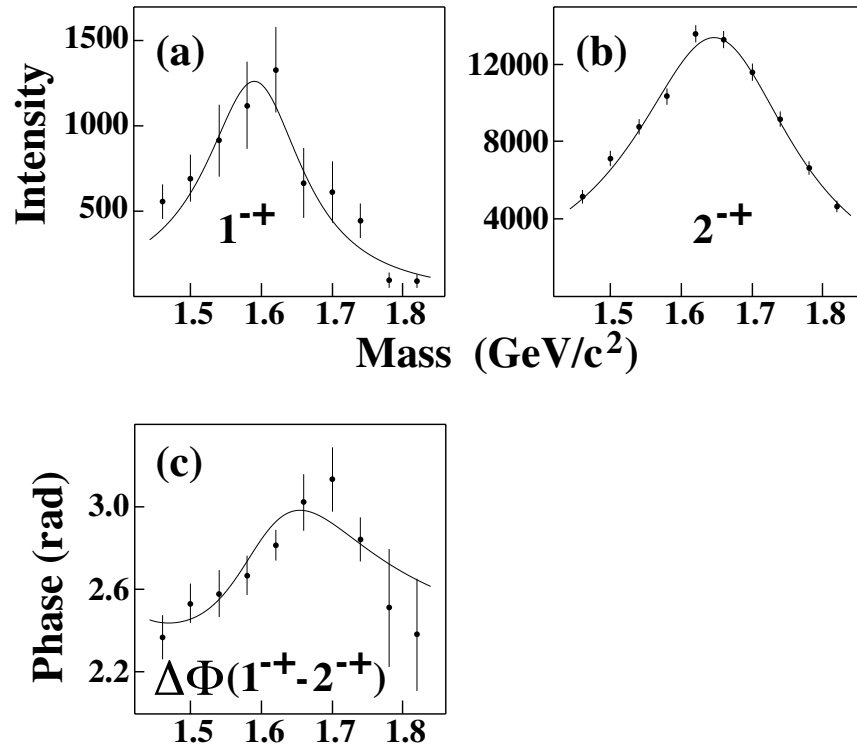 (a)
Intensity
1500
1000
500
1⁻⁺
1.5 1.6 1.7 1.8
(b)
12000
8000
4000
2⁻⁺
1.5 1.6 1.7 1.8
Mass (GeV/c²)
(c)
Phase (rad)
3.0
2.6
2.2
ΔΦ(1⁻⁺-2⁻⁺)
1.5 1.6 1.7 1.8